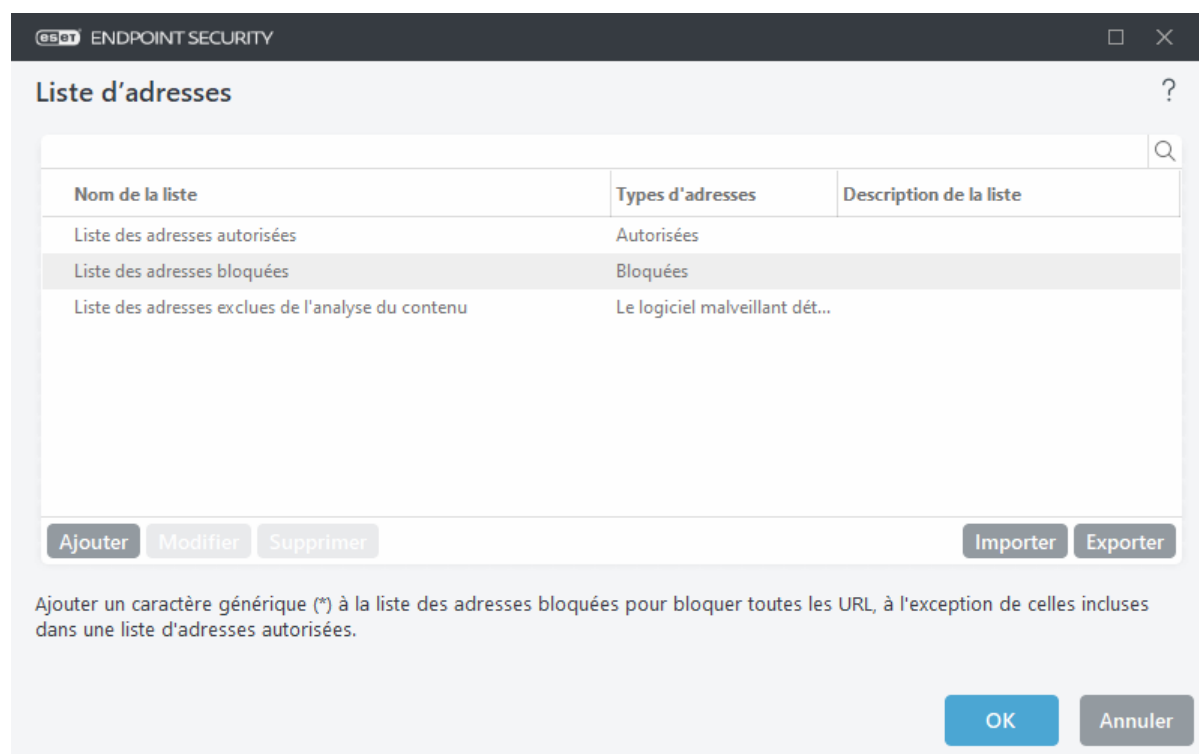 eset ENDPOINT SECURITY
Liste d'adresses
?
Nom de la liste Types d'adresses Description de la liste
Liste des adresses autorisées Autorisées
Liste des adresses bloquées Bloquées
Liste des adresses exclues de l'analyse du contenu Le logiciel malveillant dét...
Ajouter Modifier Supprimer Importer Exporter
Ajouter un caractère générique (*) à la liste des adresses bloquées pour bloquer toutes les URL, à l'exception de celles incluses
dans une liste d'adresses autorisées.
OK Annuler